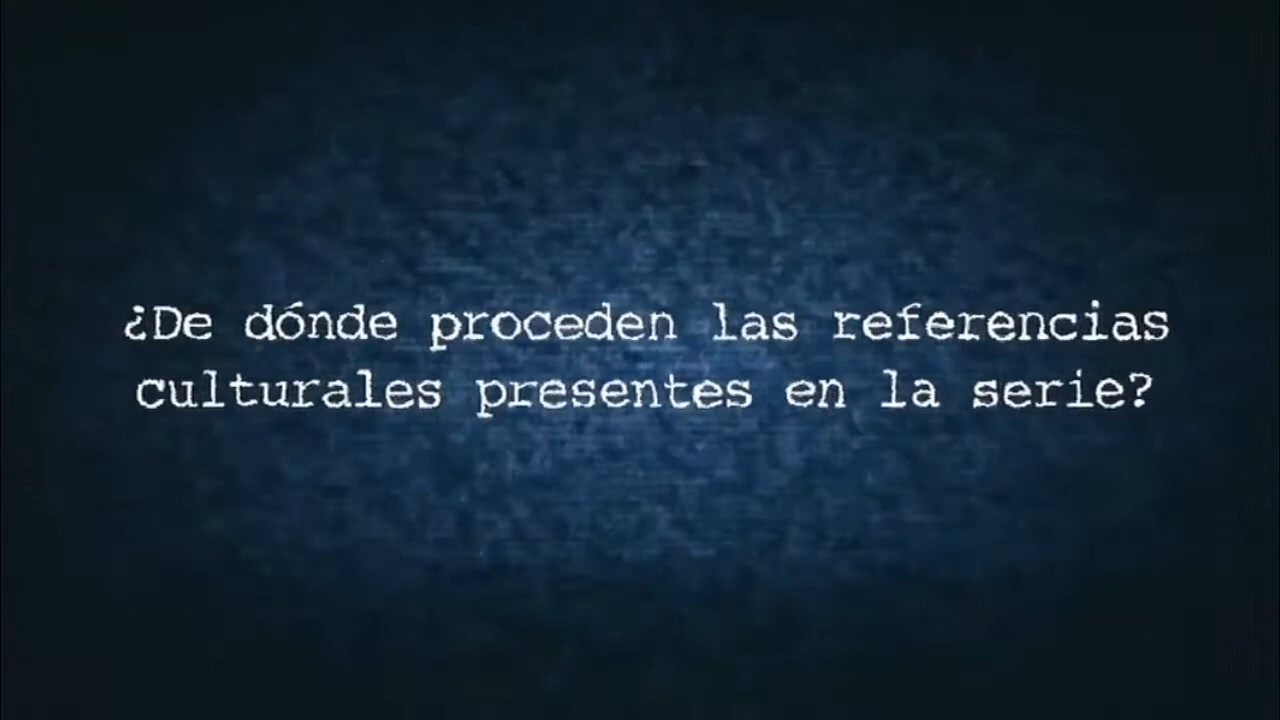 ¿De dónde proceden las referencias
culturales presentes en la serie?